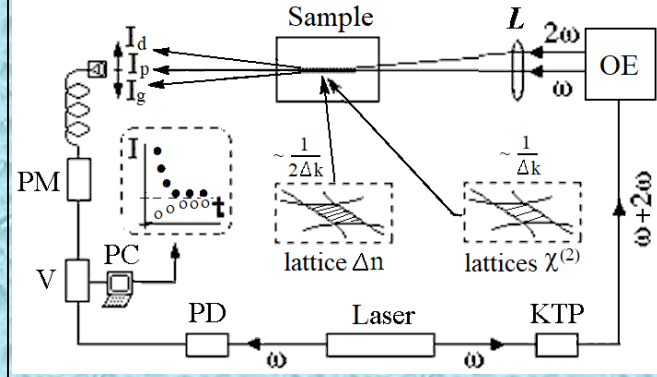 Sample
L
I_d
I_p
I_g
2ω
ω
OE
I
t
~ 1/2Δk
~ 1/Δk
PM
ω+2ω
lattice Δn
lattices χ^(2)
V
PC
PD
Laser
KTP
ω
ω